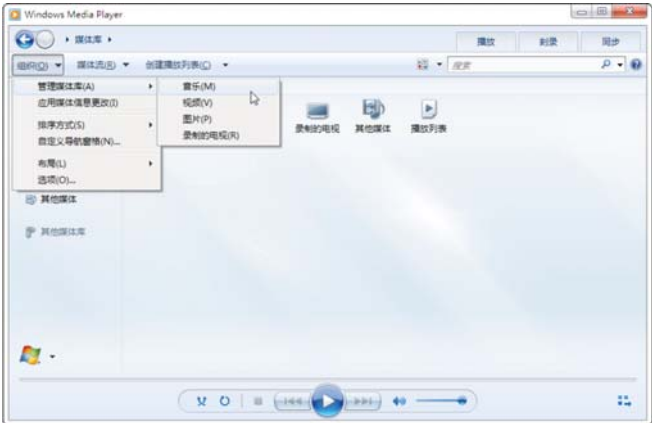 Windows Media Player
媒体库
播放 刻录 同步
组织(O) 媒体流(R) 创建播放列表(C) 搜索
管理媒体库(A) 音乐(M)
应用媒体信息更改(I) 视频(V)
图片(P)
排序方式(S) 录制的电视(R)
自定义导航窗格(N)...
录制的电视 其他媒体 播放列表
布局(L)
选项(O)...
其他媒体
其他媒体库